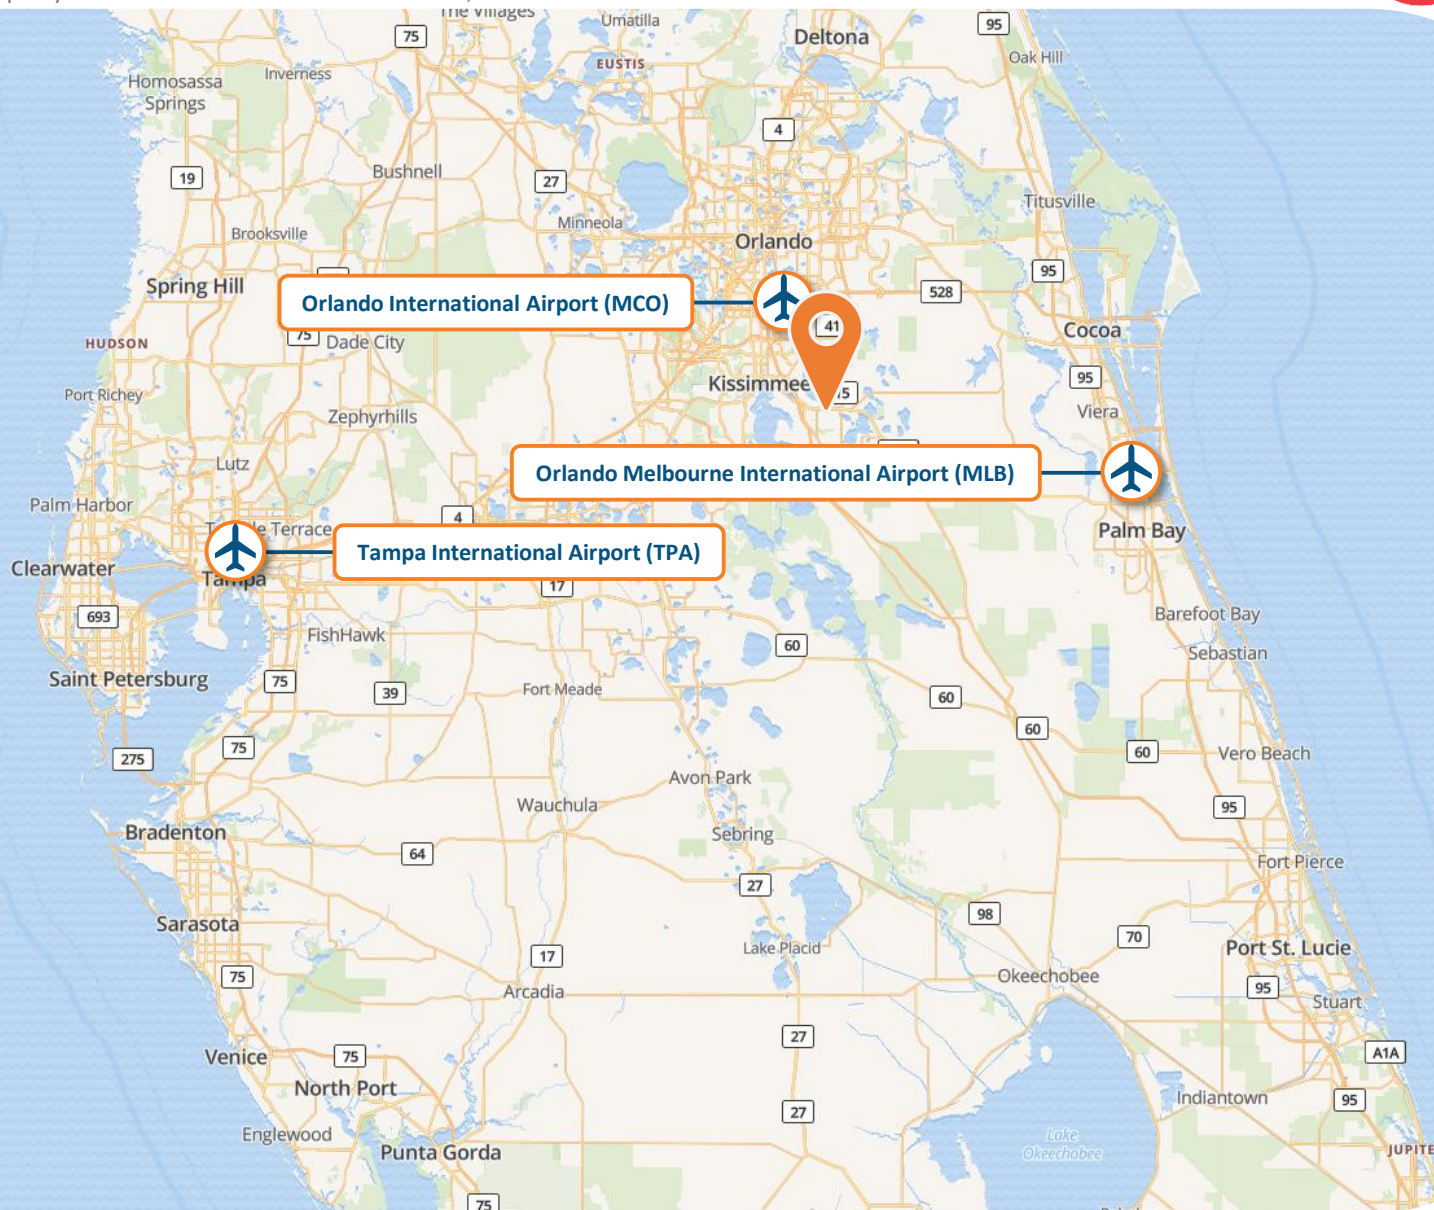 The Villages
Umatilla
75
95
Deltona
EUSTIS
Oak Hill
Homosassa
Springs
Inverness
4
19
Bushnell
27
Titusville
Minneola
Brooksville
Orlando
95
Spring Hill
Orlando International Airport (MCO)
528
41
75
Dade City
HUDSON
Cocoa
Kissimmee
15
95
Port Richey
Zephyrhills
Viera
Lutz
Orlando Melbourne International Airport (MLB)
Palm Harbor
4
Terrace
Palm Bay
Tampa International Airport (TPA)
Clearwater
Tampa
17
693
FishHawk
60
Barefoot Bay
Sebastian
Saint Petersburg
75
39
Fort Meade
60
60
275
75
60
Vero Beach
Avon Park
Wauchula
95
Bradenton
Sebring
64
Fort Pierce
27
98
Sarasota
70
Lake Placid
Port St. Lucie
17
75
Okeechobee
95
Arcadia
Stuart
27
Venice
75
A1A
North Port
Indiantown
95
27
Englewood
Lake
Okeechobee
Punta Gorda
JUPITE
75